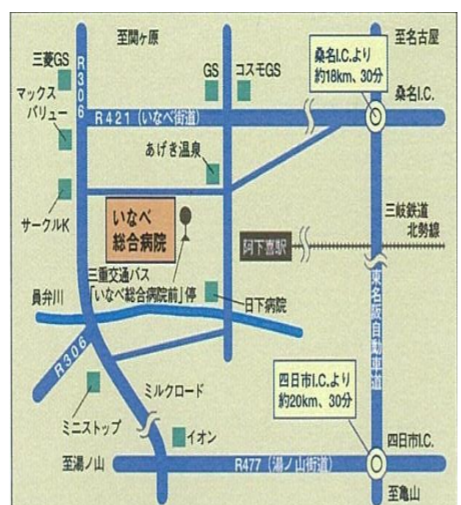 至関ヶ原
至名古屋
三菱GS
R306
GS
コスモGS
桑名I.C.より
約18km、30分
マックス
バリュー
R421（いなべ街道）
桑名I.C.
あげき温泉
サークルK
いなべ
総合病院
三岐鉄道
北勢線
阿下喜駅
三重交通バス
「いなべ総合病院前」停
員弁川
日下病院
東名阪自動車道
R306
四日市I.C.より
約20km、30分
ミニストップ
ミルクロード
イオン
四日市I.C.
至湯ノ山
R477（湯ノ山街道）
至亀山